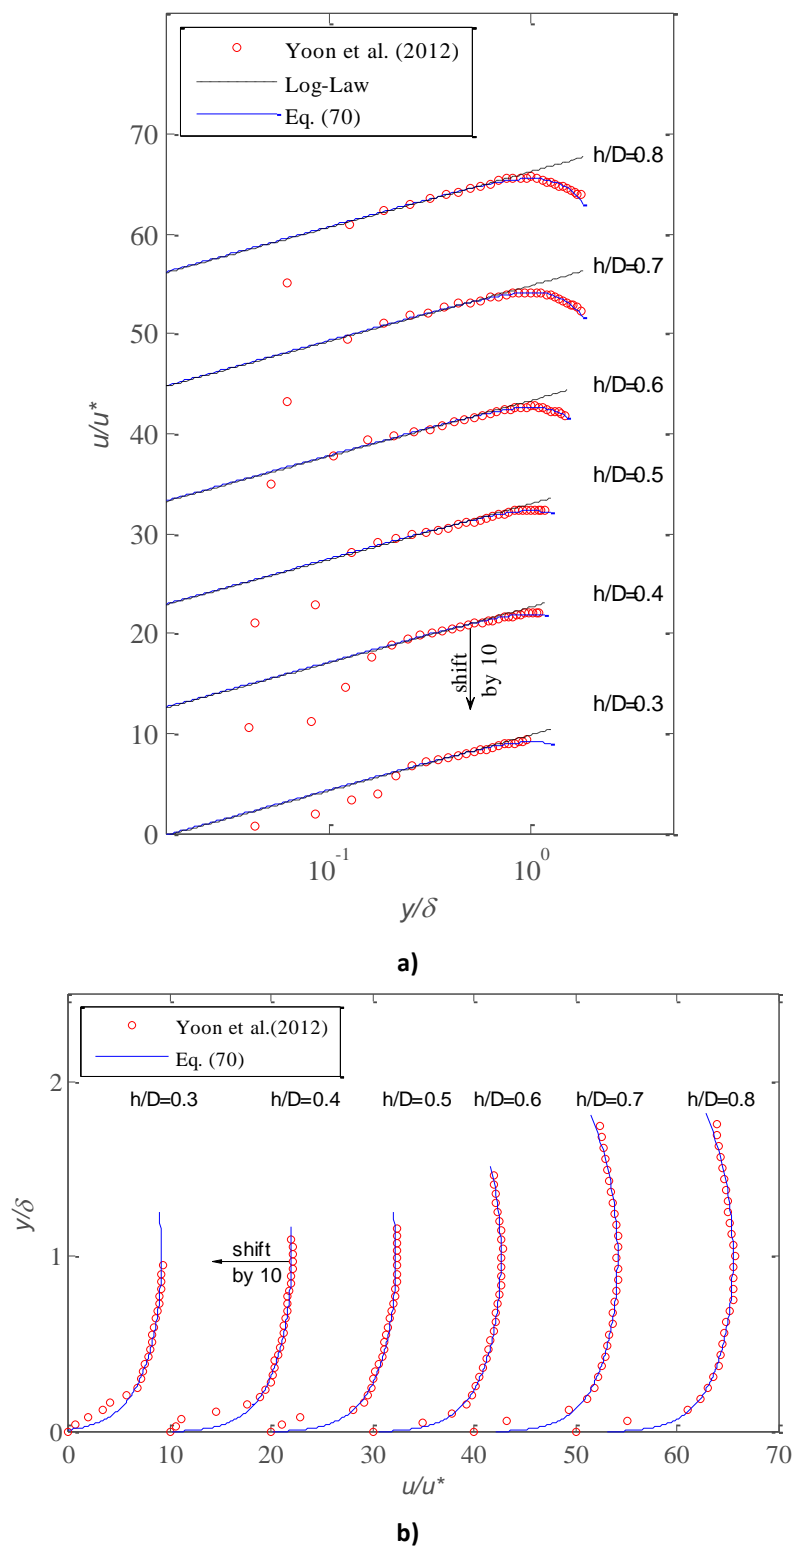 Yoon et al. (2012)
Log-Law
Eq. (70)
70
h/D=0.8
60
h/D=0.7
50
h/D=0.6
u/u*
40
h/D=0.5
30
h/D=0.4
20
shift
by 10
h/D=0.3
10
0
10-1
100
y/δ
a)
Yoon et al.(2012)
Eq. (70)
2
h/D=0.3
h/D=0.4
h/D=0.5
h/D=0.6
h/D=0.7
h/D=0.8
y/δ
shift
by 10
1
0
0
10
20
30
40
50
60
70
u/u*
b)